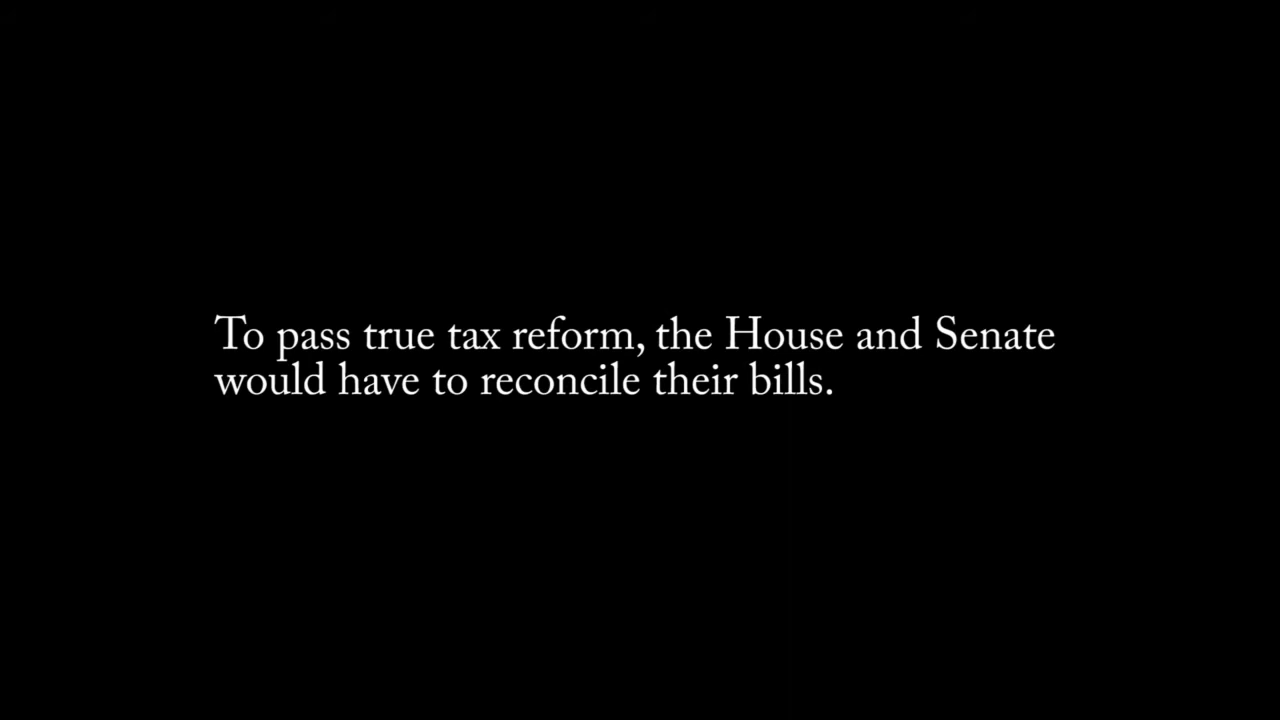 To pass true tax reform, the House and Senate
would have to reconcile their bills.